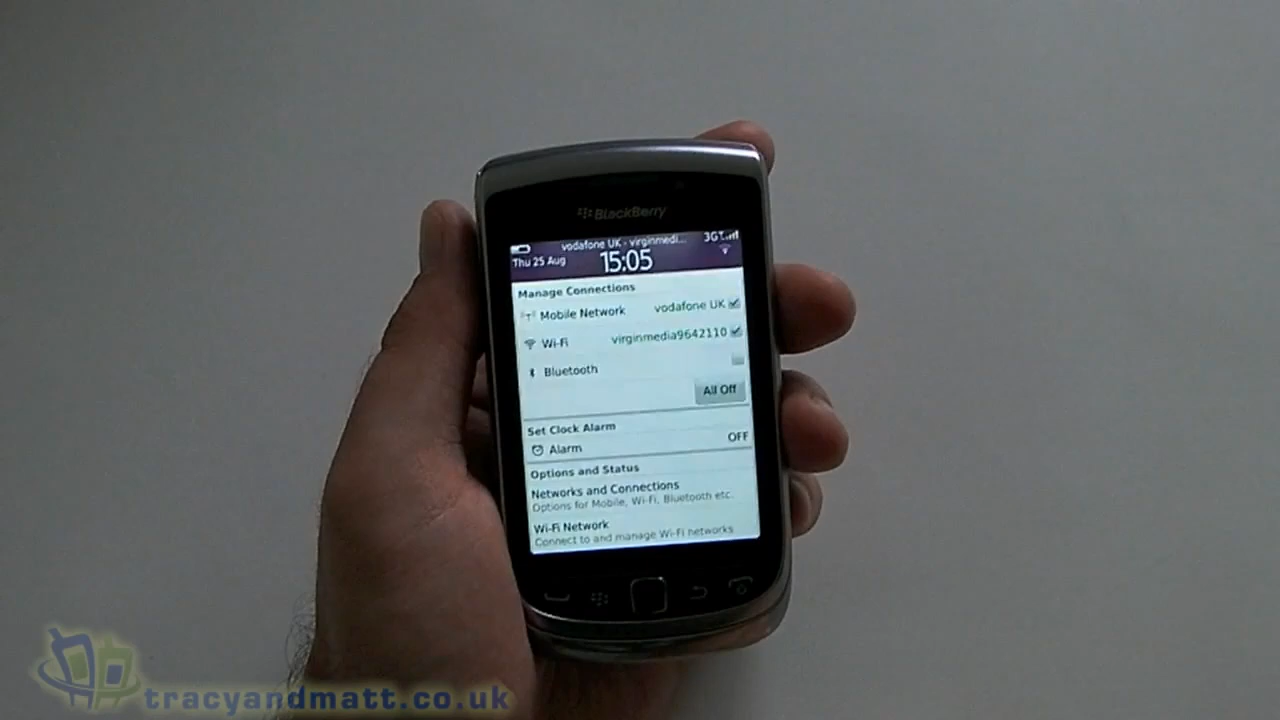 BlackBerry
vodafone UK - virginmedi... 3G
Thu 25 Aug 15:05
Manage Connections
Mobile Network vodafone UK
Wi-Fi virginmedia9642110
Bluetooth
All Off
Set Clock Alarm
Alarm OFF
Options and Status
Networks and Connections
Options for Mobile, Wi-Fi, Bluetooth etc.
Wi-Fi Network
Connect to and manage Wi-Fi networks
tracyandmatt.co.uk